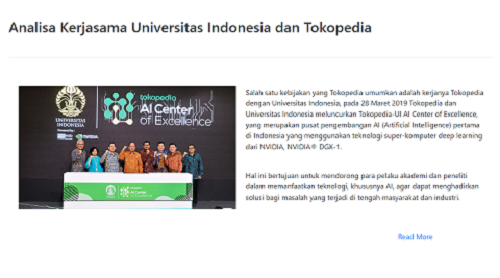 Analisa Kerjasama Universitas Indonesia dan Tokopedia
UNIVERSITAS
INDONESIA
tokopedia
AI Center
of Excellence
AI Center
Salah satu kebijakan yang Tokopedia umumkan adalah kerjanya Tokopedia
dengan Universitas Indonesia, pada 28 Maret 2019 Tokopedia dan
Universitas Indonesia meluncurkan Tokopedia-UI AI Center of Excellence,
yang merupakan pusat pengembangan AI (Artificial Intelligence) pertama
di Indonesia yang menggunakan teknologi super-komputer deep learning
dari NVIDIA, NVIDIA® DGX-1.
Hal ini bertujuan untuk mendorong para pelaku akademi dan peneliti
dalam memanfaatkan teknologi, khususnya AI, agar dapat menghadirkan
solusi bagi masalah yang terjadi di tengah masyarakat dan industri.
Read More